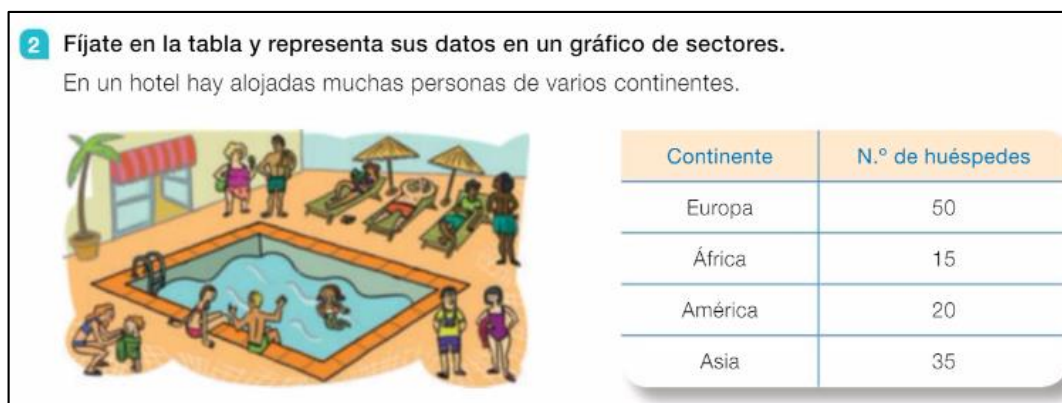 2 Fíjate en la tabla y representa sus datos en un gráfico de sectores.
En un hotel hay alojadas muchas personas de varios continentes.
Continente N.º de huéspedes
Europa 50
África 15
América 20
Asia 35